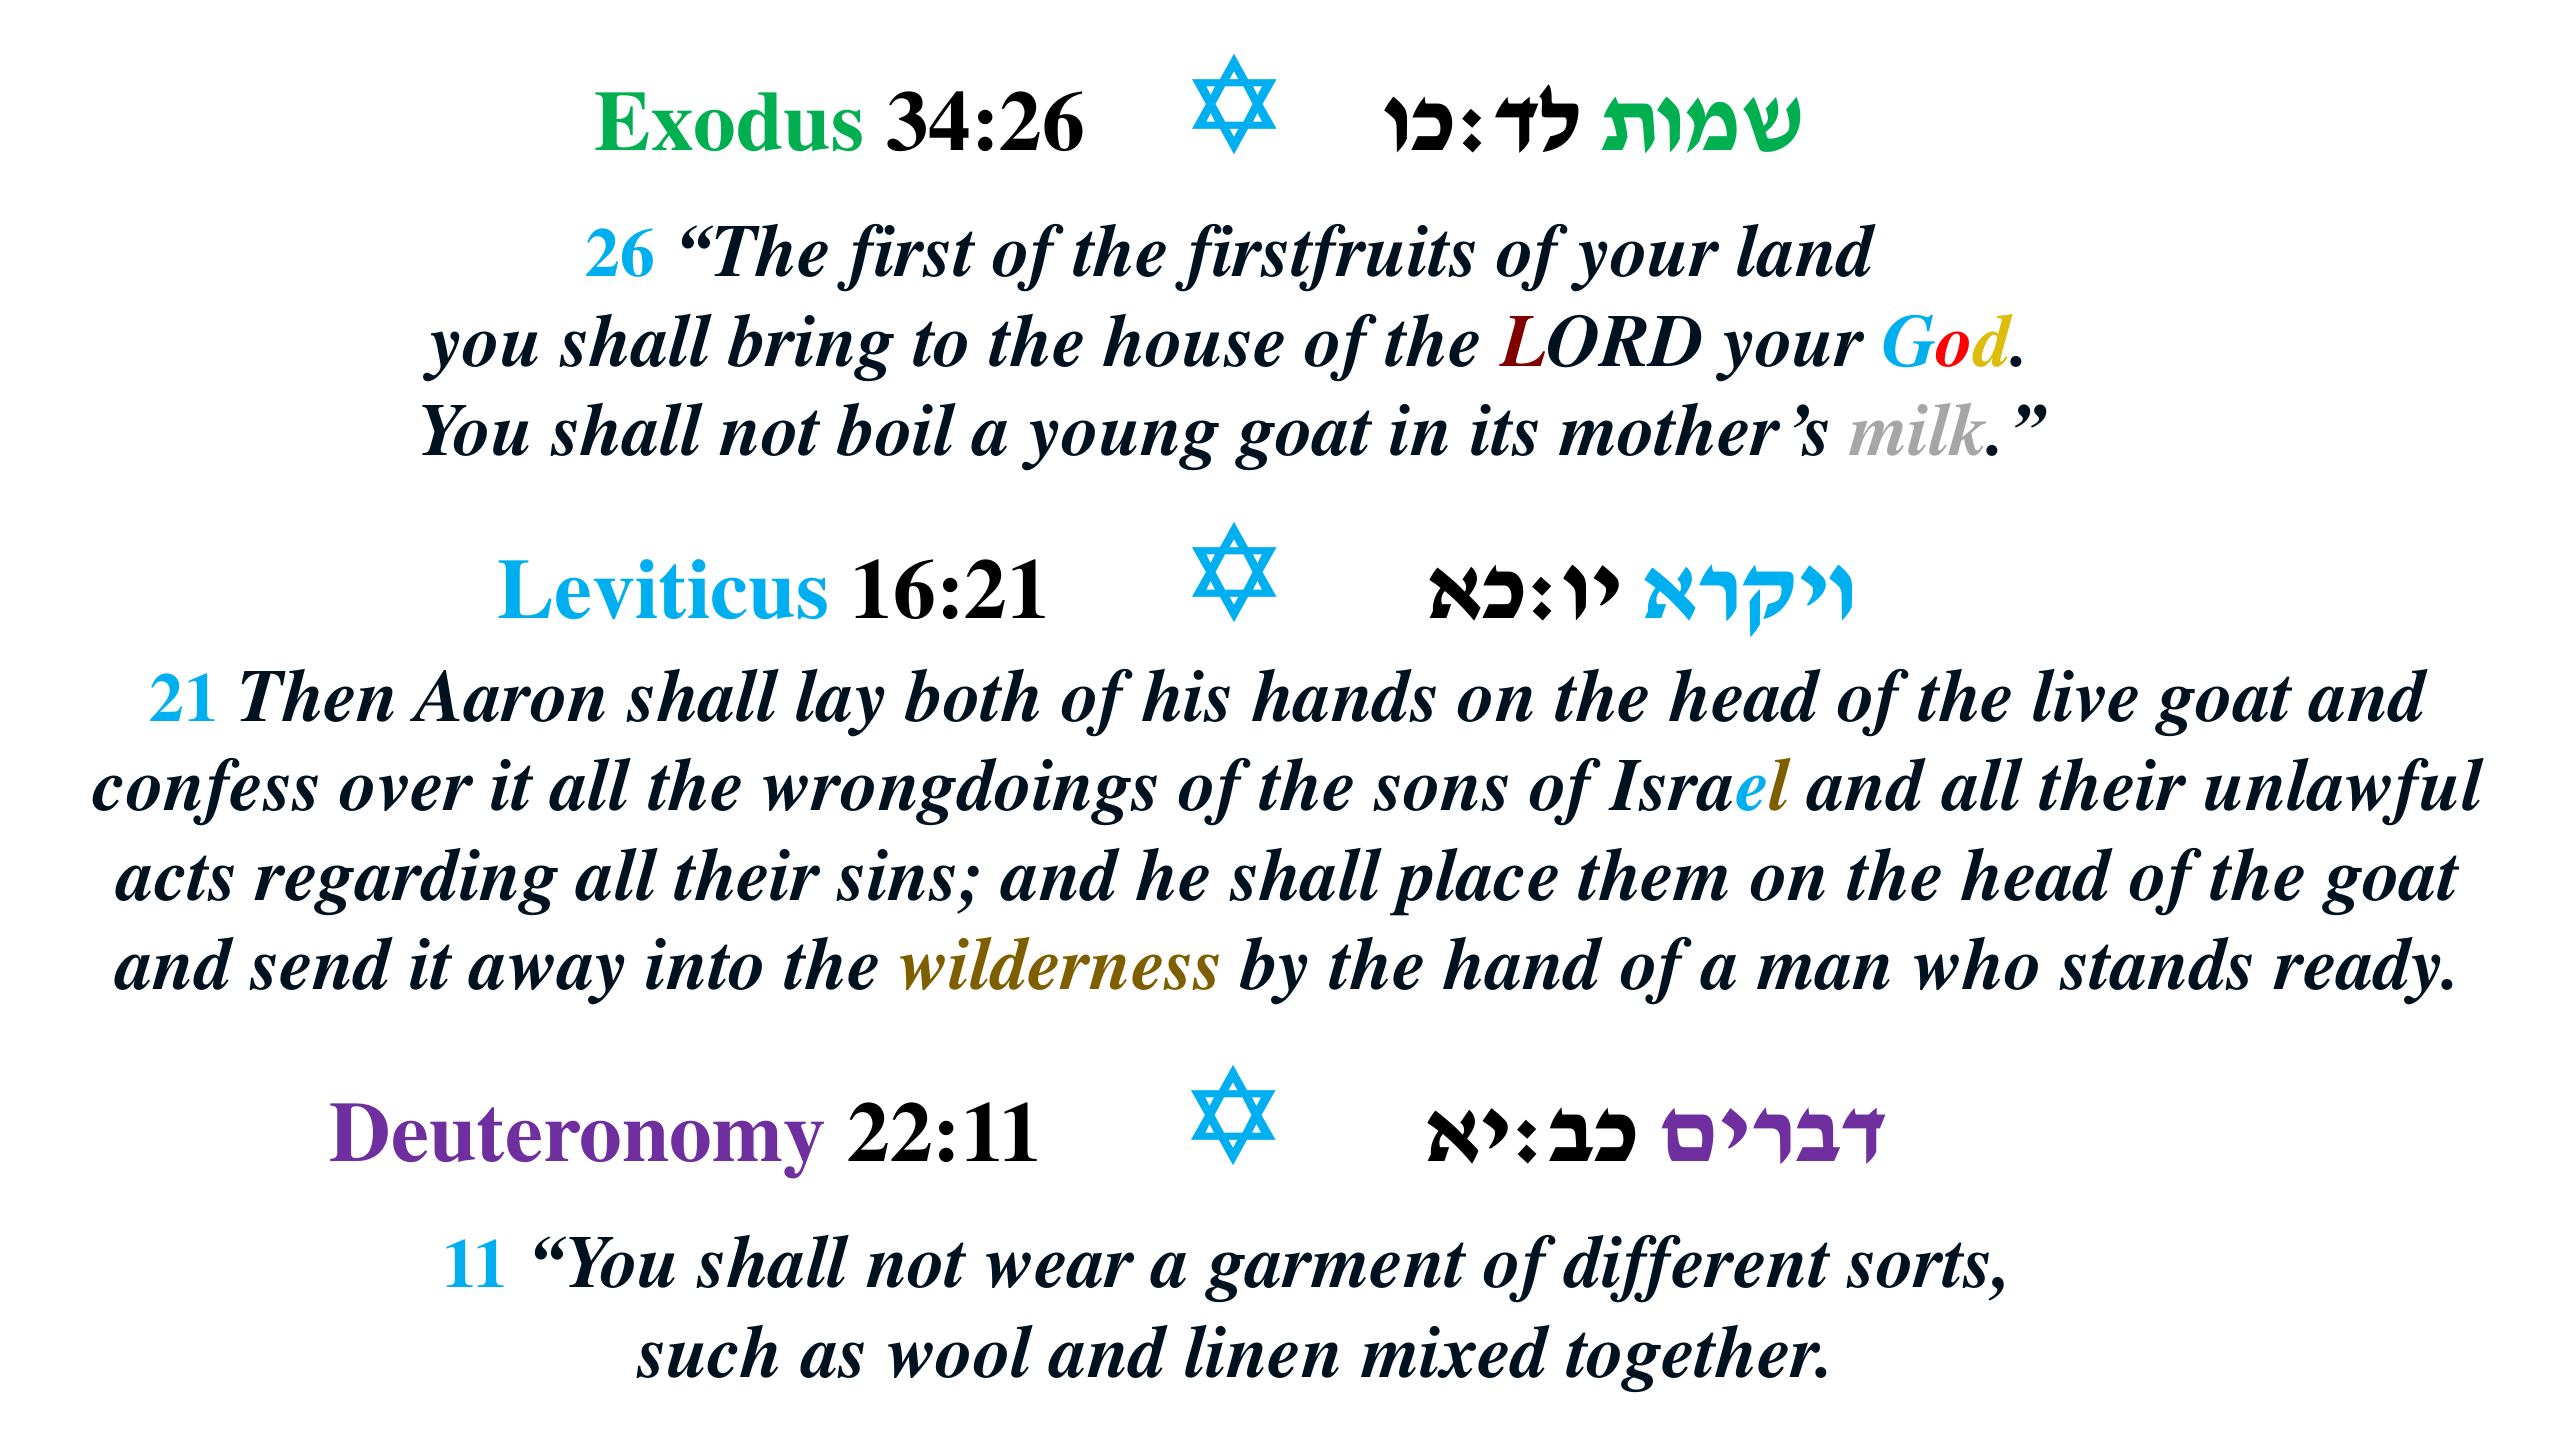 Exodus 34:26 ✡ שמות לד:כו
26 “The first of the firstfruits of your land
you shall bring to the house of the LORD your God.
You shall not boil a young goat in its mother’s milk.”
Leviticus 16:21 ✡ ויקרא יו:כא
21 Then Aaron shall lay both of his hands on the head of the live goat and
confess over it all the wrongdoings of the sons of Israel and all their unlawful
acts regarding all their sins; and he shall place them on the head of the goat
and send it away into the wilderness by the hand of a man who stands ready.
Deuteronomy 22:11 ✡ דברים כב:יא
11 “You shall not wear a garment of different sorts,
such as wool and linen mixed together.